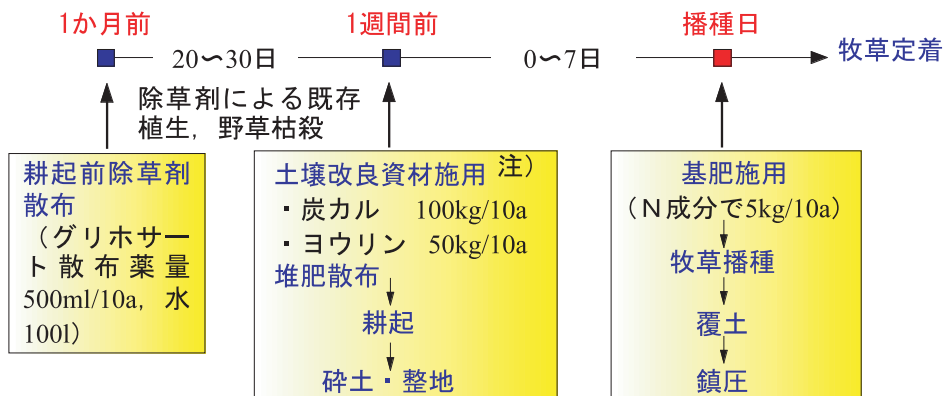 1か月前
1週間前
播種日
20〜30日
0〜7日
牧草定着
除草剤による既存
植生，野草枯殺
耕起前除草剤
散布
（グリホサー
ト散布薬量
500ml/10a，水
100l）
土壌改良資材施用 注）
・炭カル 100kg/10a
・ヨウリン 50kg/10a
堆肥散布
耕起
砕土・整地
基肥施用
（Ｎ成分で5kg/10a）
牧草播種
覆土
鎮圧